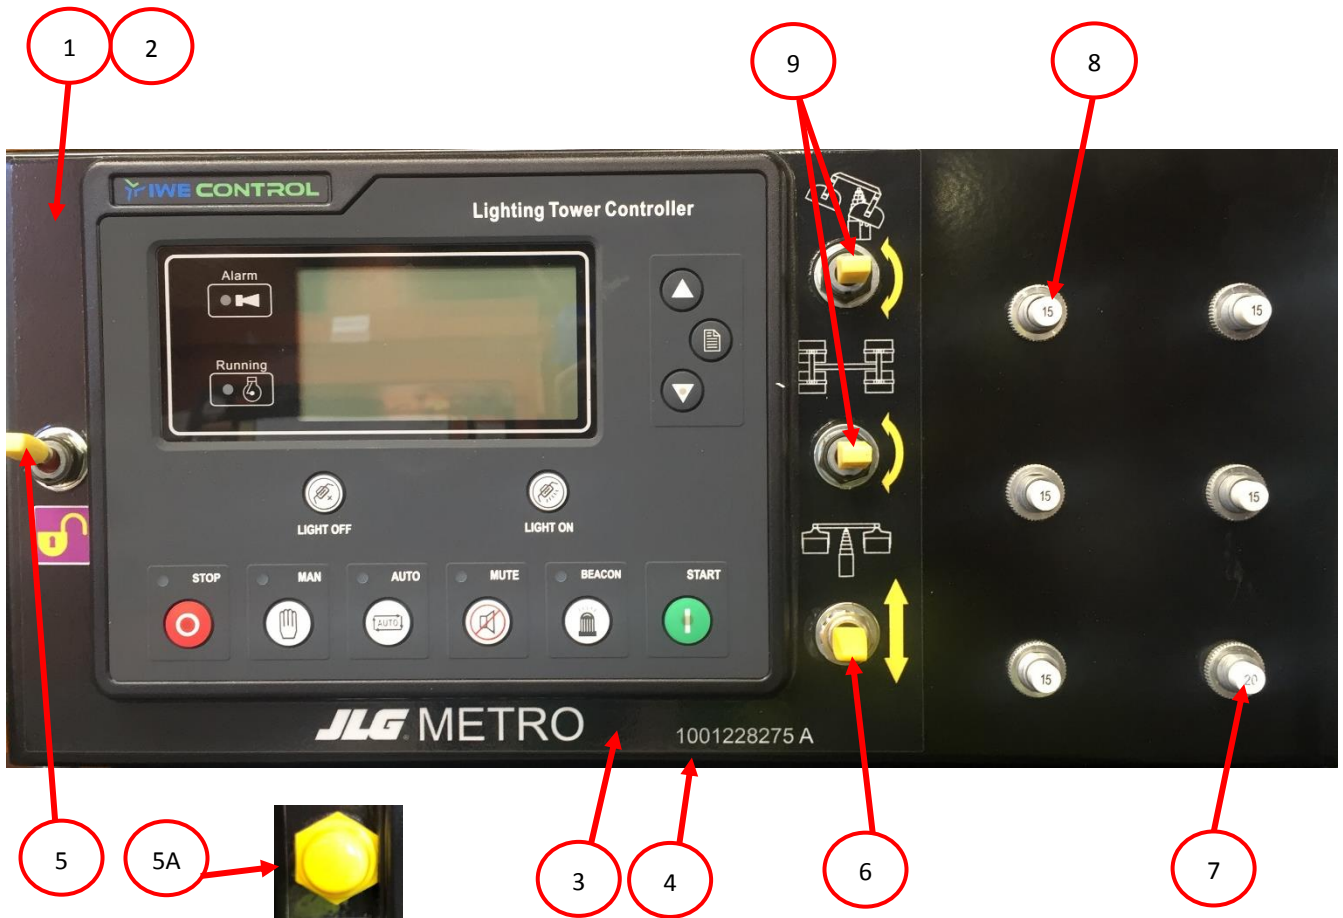 1
2
9
8
IWE CONTROL
Lighting Tower Controller
Alarm
Running
15
15
LIGHT OFF
LIGHT ON
15
15
STOP
MAN
AUTO
MUTE
BEACON
START
AUTO
15
20
JLG METRO
1001228275 A
5
5A
3
4
6
7